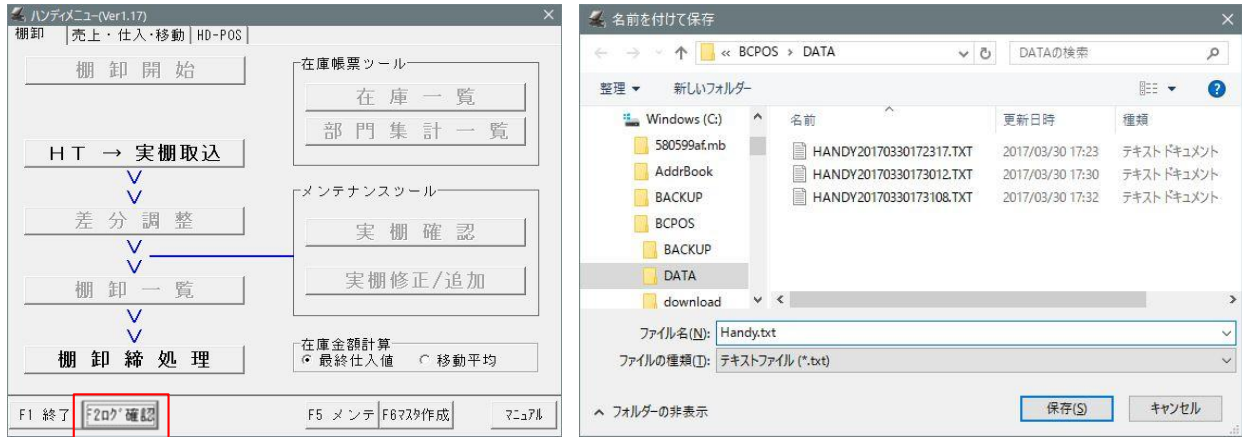 ハンディメニュー(Ver1.17)
棚卸
売上・仕入・移動
HD-POS
棚 卸 開 始
在庫帳票ツール
在 庫 一 覧
部 門 集 計 一 覧
HT → 実棚取込
メンテナンスツール
差 分 調 整
実 棚 確 認
棚 卸 一 覧
実棚修正/追加
在庫金額計算
最終仕入値
移動平均
棚 卸 締 処 理
F1 終了
F2ログ確認
F5 メンテ
F6マスタ作成
マニュアル
名前を付けて保存
« BCPOS › DATA
DATAの検索
整理
新しいフォルダー
Windows (C:)
580599af.mb
AddrBook
BACKUP
BCPOS
BACKUP
DATA
download
名前 更新日時 種類
HANDY20170330172317.TXT 2017/03/30 17:23 テキスト ドキュメント
HANDY20170330173012.TXT 2017/03/30 17:30 テキスト ドキュメント
HANDY20170330173108.TXT 2017/03/30 17:32 テキスト ドキュメント
ファイル名(N): Handy.txt
ファイルの種類(T): テキストファイル (*.txt)
フォルダーの非表示
保存(S)
キャンセル